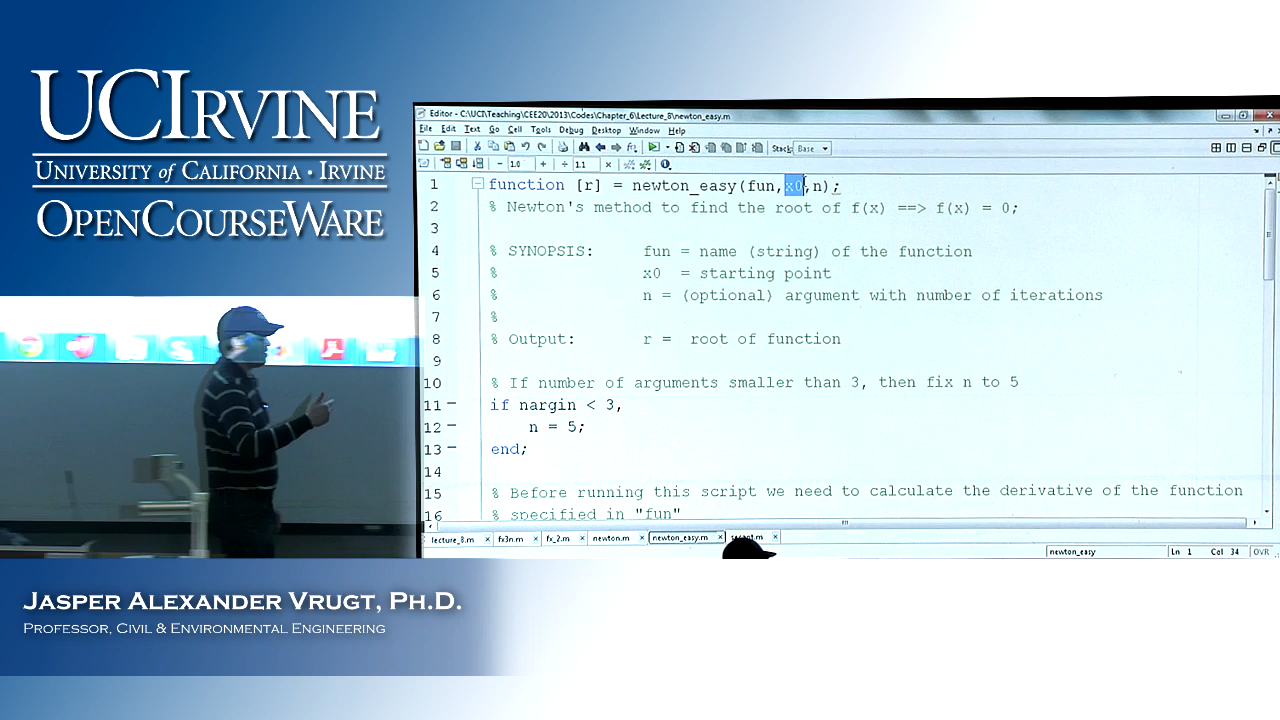 UCIRVINE
UNIVERSITY of CALIFORNIA · IRVINE
OPENCOURSEWARE
Editor - C:\UCI\Teaching\CEE20\2013\Codes\Chapter_6\Lecture_8\newton_easy.m
File Edit Text Go Cell Tools Debug Desktop Window Help
Stack: Base
1.0 + ÷ 1.1 ×
1 function [r] = newton_easy(fun,x0,n);
2 % Newton's method to find the root of f(x) ==> f(x) = 0;
3
4 % SYNOPSIS: fun = name (string) of the function
5 % x0 = starting point
6 % n = (optional) argument with number of iterations
7 %
8 % Output: r = root of function
9
10 % If number of arguments smaller than 3, then fix n to 5
11 if nargin < 3,
12 n = 5;
13 end;
14
15 % Before running this script we need to calculate the derivative of the function
16 % specified in "fun"
lecture_8.m × fx3n.m × fx_2.m × newton.m × newton_easy.m × secant.m ×
newton_easy Ln 1 Col 34 OVR
JASPER ALEXANDER VRUGT, PH.D.
PROFESSOR, CIVIL & ENVIRONMENTAL ENGINEERING